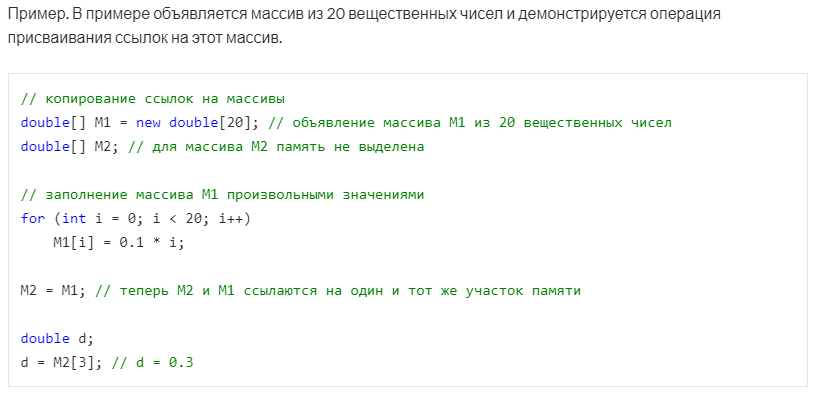 Пример. В примере объявляется массив из 20 вещественных чисел и демонстрируется операция
присваивания ссылок на этот массив.
// копирование ссылок на массивы
double[] M1 = new double[20]; // объявление массива M1 из 20 вещественных чисел
double[] M2; // для массива M2 память не выделена
// заполнение массива M1 произвольными значениями
for (int i = 0; i < 20; i++)
    M1[i] = 0.1 * i;
M2 = M1; // теперь M2 и M1 ссылаются на один и тот же участок памяти
double d;
d = M2[3]; // d = 0.3